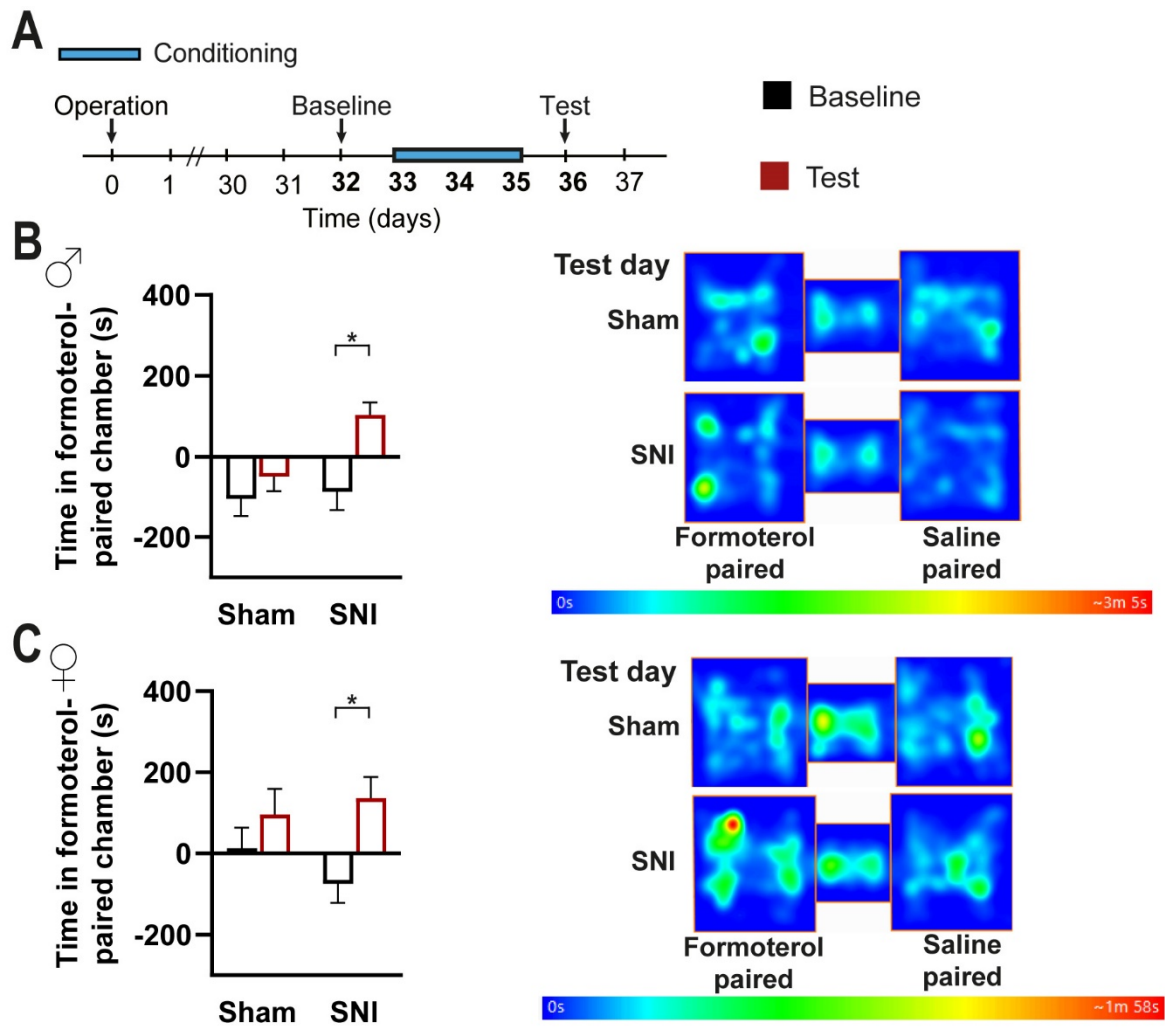 A
Conditioning
Operation
Baseline
Test
0 1 30 31 32 33 34 35 36 37
Time (days)
Baseline
Test
B
♂
Time in formoterol-
paired chamber (s)
400
200
0
-200
*
Sham SNI
Test day
Sham
SNI
Formoterol
paired
Saline
paired
0s
~3m 5s
C
♀
Time in formoterol-
paired chamber (s)
400
200
0
-200
*
Sham SNI
Test day
Sham
SNI
Formoterol
paired
Saline
paired
0s
~1m 58s